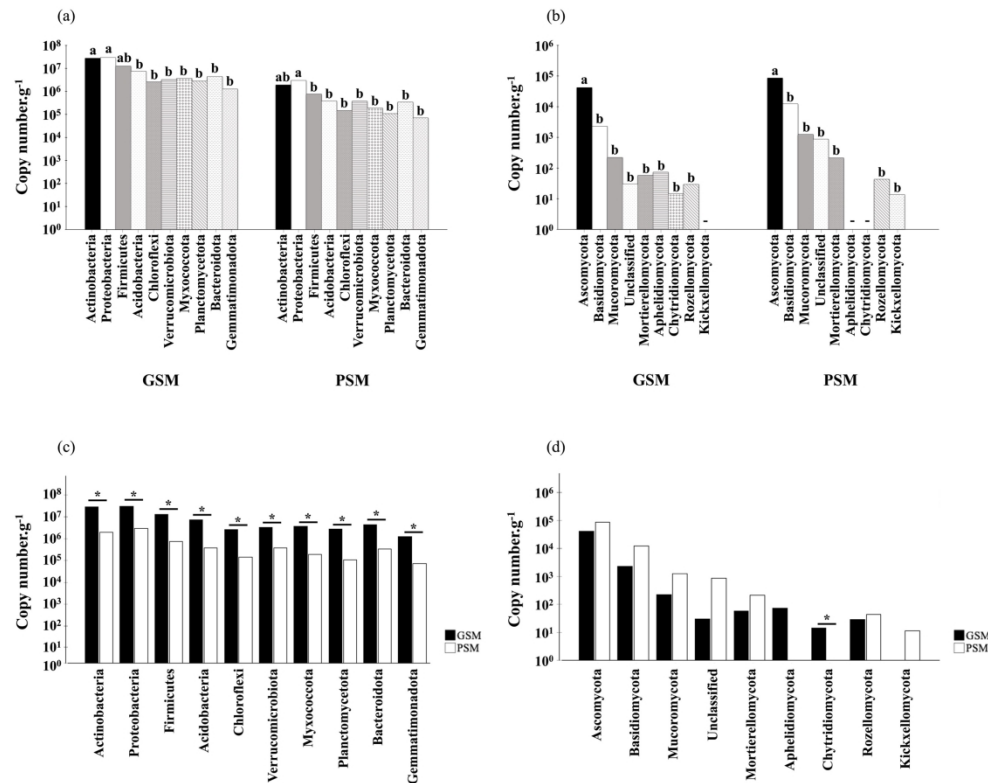 (a)
10⁸
10⁷
10⁶
10⁵
10⁴
10³
10²
10¹
10⁰
Copy number.g⁻¹
a a ab b b b b b b b
ab a b b b b b b b b
Actinobacteria
Proteobacteria
Firmicutes
Acidobacteria
Chloroflexi
Verrucomicrobiota
Myxococcota
Planctomycetota
Bacteroidota
Gemmatimonadota
GSM
Actinobacteria
Proteobacteria
Firmicutes
Acidobacteria
Chloroflexi
Verrucomicrobiota
Myxococcota
Planctomycetota
Bacteroidota
Gemmatimonadota
PSM
(b)
10⁶
10⁵
10⁴
10³
10²
10¹
10⁰
Copy number.g⁻¹
a b b b b b b b -
a b b b b - - b b
Ascomycota
Basidiomycota
Mucoromycota
Unclassified
Mortierellomycota
Aphelidiomycota
Chytridiomycota
Rozellomycota
Kickxellomycota
GSM
Ascomycota
Basidiomycota
Mucoromycota
Unclassified
Mortierellomycota
Aphelidiomycota
Chytridiomycota
Rozellomycota
Kickxellomycota
PSM
(c)
10⁸
10⁷
10⁶
10⁵
10⁴
10³
10²
10¹
10⁰
Copy number.g⁻¹
* * * * * * * * * *
GSM
PSM
Actinobacteria
Proteobacteria
Firmicutes
Acidobacteria
Chloroflexi
Verrucomicrobiota
Myxococcota
Planctomycetota
Bacteroidota
Gemmatimonadota
(d)
10⁶
10⁵
10⁴
10³
10²
10¹
10⁰
Copy number.g⁻¹
*
GSM
PSM
Ascomycota
Basidiomycota
Mucoromycota
Unclassified
Mortierellomycota
Aphelidiomycota
Chytridiomycota
Rozellomycota
Kickxellomycota